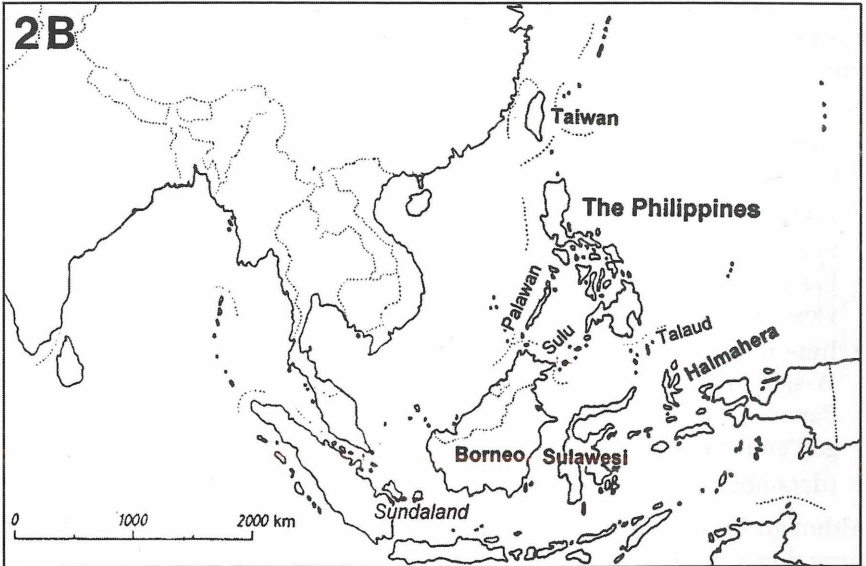 2B
Taiwan
The Philippines
Palawan
Sulu
Talaud
Halmahera
Borneo
Sulawesi
Sundaland
0 1000 2000 km